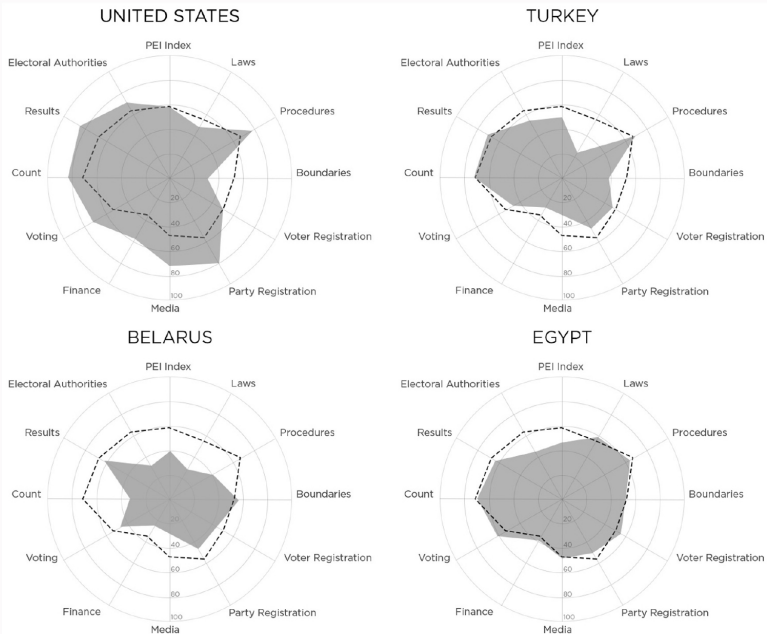 UNITED STATES
PEI Index
Electoral Authorities
Laws
Results
Procedures
Count
Boundaries
20
40
60
80
100
Voting
Voter Registration
Finance
Party Registration
Media
TURKEY
PEI Index
Electoral Authorities
Laws
Results
Procedures
Count
Boundaries
20
40
60
80
100
Voting
Voter Registration
Finance
Party Registration
Media
BELARUS
PEI Index
Electoral Authorities
Laws
Results
Procedures
Count
Boundaries
20
40
60
80
100
Voting
Voter Registration
Finance
Party Registration
Media
EGYPT
PEI Index
Electoral Authorities
Laws
Results
Procedures
Count
Boundaries
20
40
60
80
100
Voting
Voter Registration
Finance
Party Registration
Media